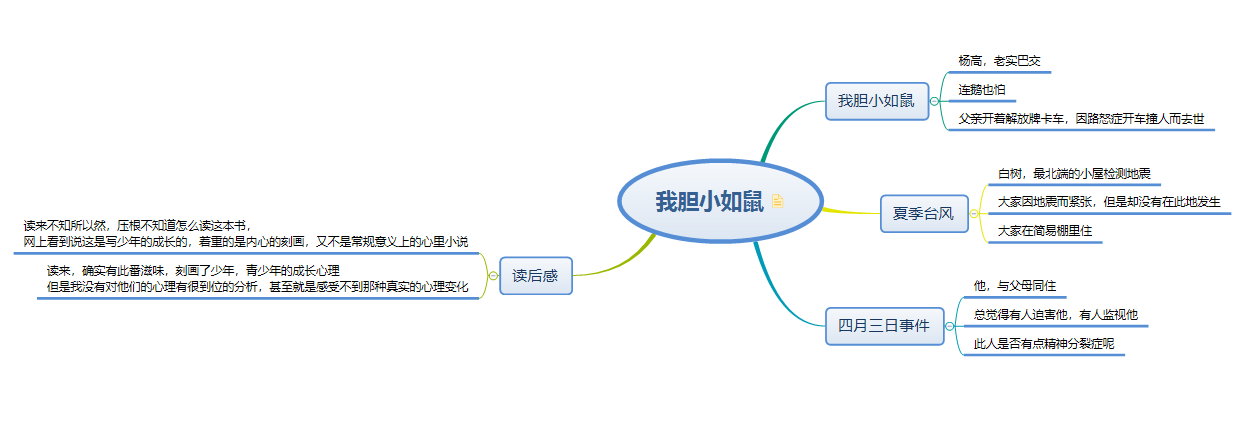 我胆小如鼠
我胆小如鼠
杨高，老实巴交
连鹅也怕
父亲开着解放牌卡车，因路怒症开车撞人而去世
夏季台风
白树，最北端的小屋检测地震
大家因地震而紧张，但是却没有在此地发生
大家在简易棚里住
四月三日事件
他，与父母同住
总觉得有人迫害他，有人监视他
此人是否有点精神分裂症呢
读后感
读来不知所以然，压根不知道怎么读这本书，
网上看到说这是写少年的成长的，着重的是内心的刻画，又不是常规意义上的心里小说
读来，确实有此番滋味，刻画了少年，青少年的成长心理
但是我没有对他们的心理有很到位的分析，甚至就是感受不到那种真实的心理变化